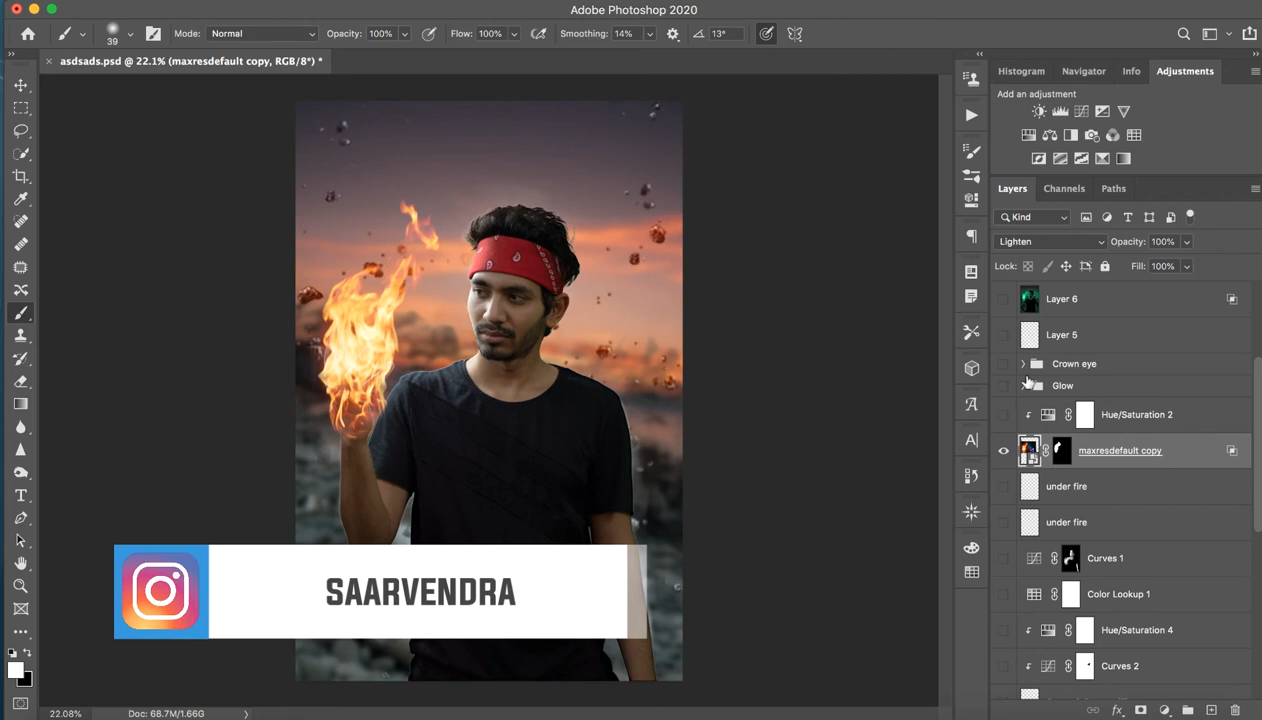 Adobe Photoshop 2020
39
Mode: Normal
Opacity: 100%
Flow: 100%
Smoothing: 14%
13°
asdsads.psd @ 22.1% (maxresdefault copy, RGB/8*) *
Histogram
Navigator
Info
Adjustments
Add an adjustment
Layers
Channels
Paths
Kind
Lighten
Opacity: 100%
Lock:
Fill: 100%
Layer 6
Layer 5
Crown eye
Glow
Hue/Saturation 2
maxresdefault copy
under fire
under fire
Curves 1
Color Lookup 1
Hue/Saturation 4
Curves 2
SAARVENDRA
22.08%
Doc: 68.7M/1.66G